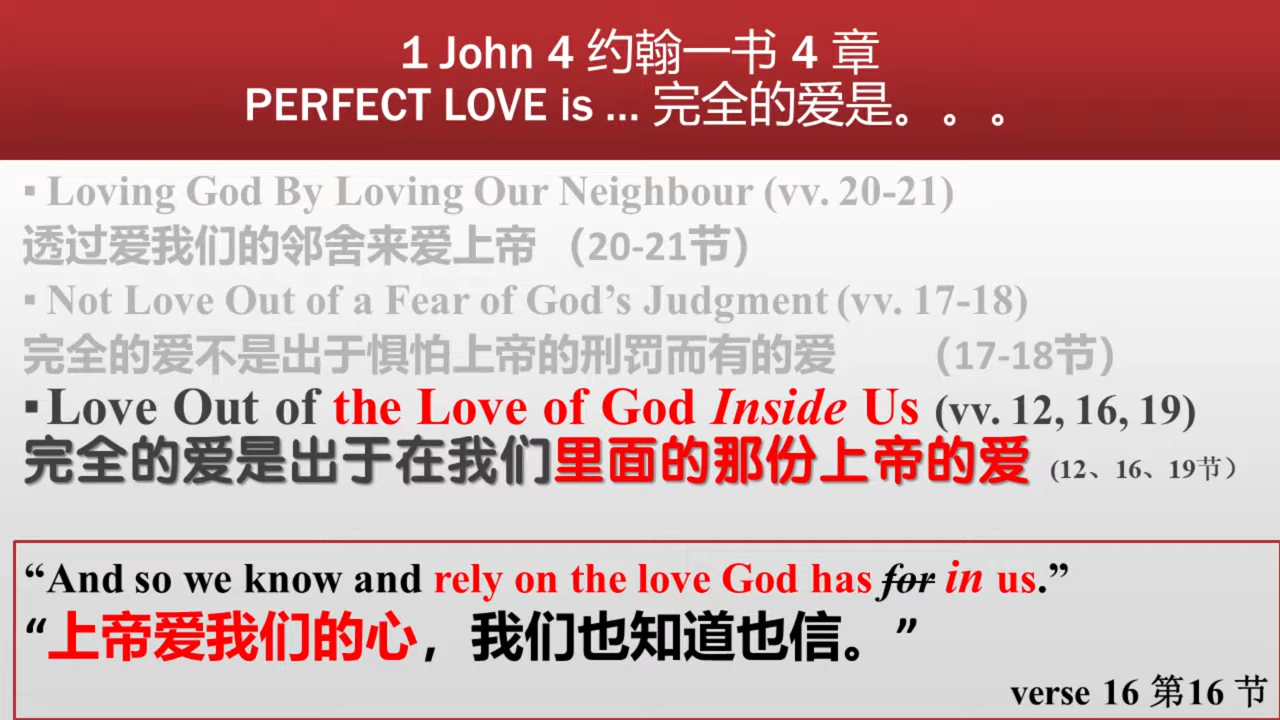 1 John 4 约翰一书 4 章
PERFECT LOVE is ... 完全的爱是。。。
▪ Loving God By Loving Our Neighbour (vv. 20-21)
透过爱我们的邻舍来爱上帝 (20-21节)
▪ Not Love Out of a Fear of God’s Judgment (vv. 17-18)
完全的爱不是出于惧怕上帝的刑罚而有的爱 (17-18节)
▪Love Out of the Love of God Inside Us (vv. 12, 16, 19)
完全的爱是出于在我们里面的那份上帝的爱 (12、16、19节）
“And so we know and rely on the love God has for in us.”
“上帝爱我们的心，我们也知道也信。”
verse 16 第16 节